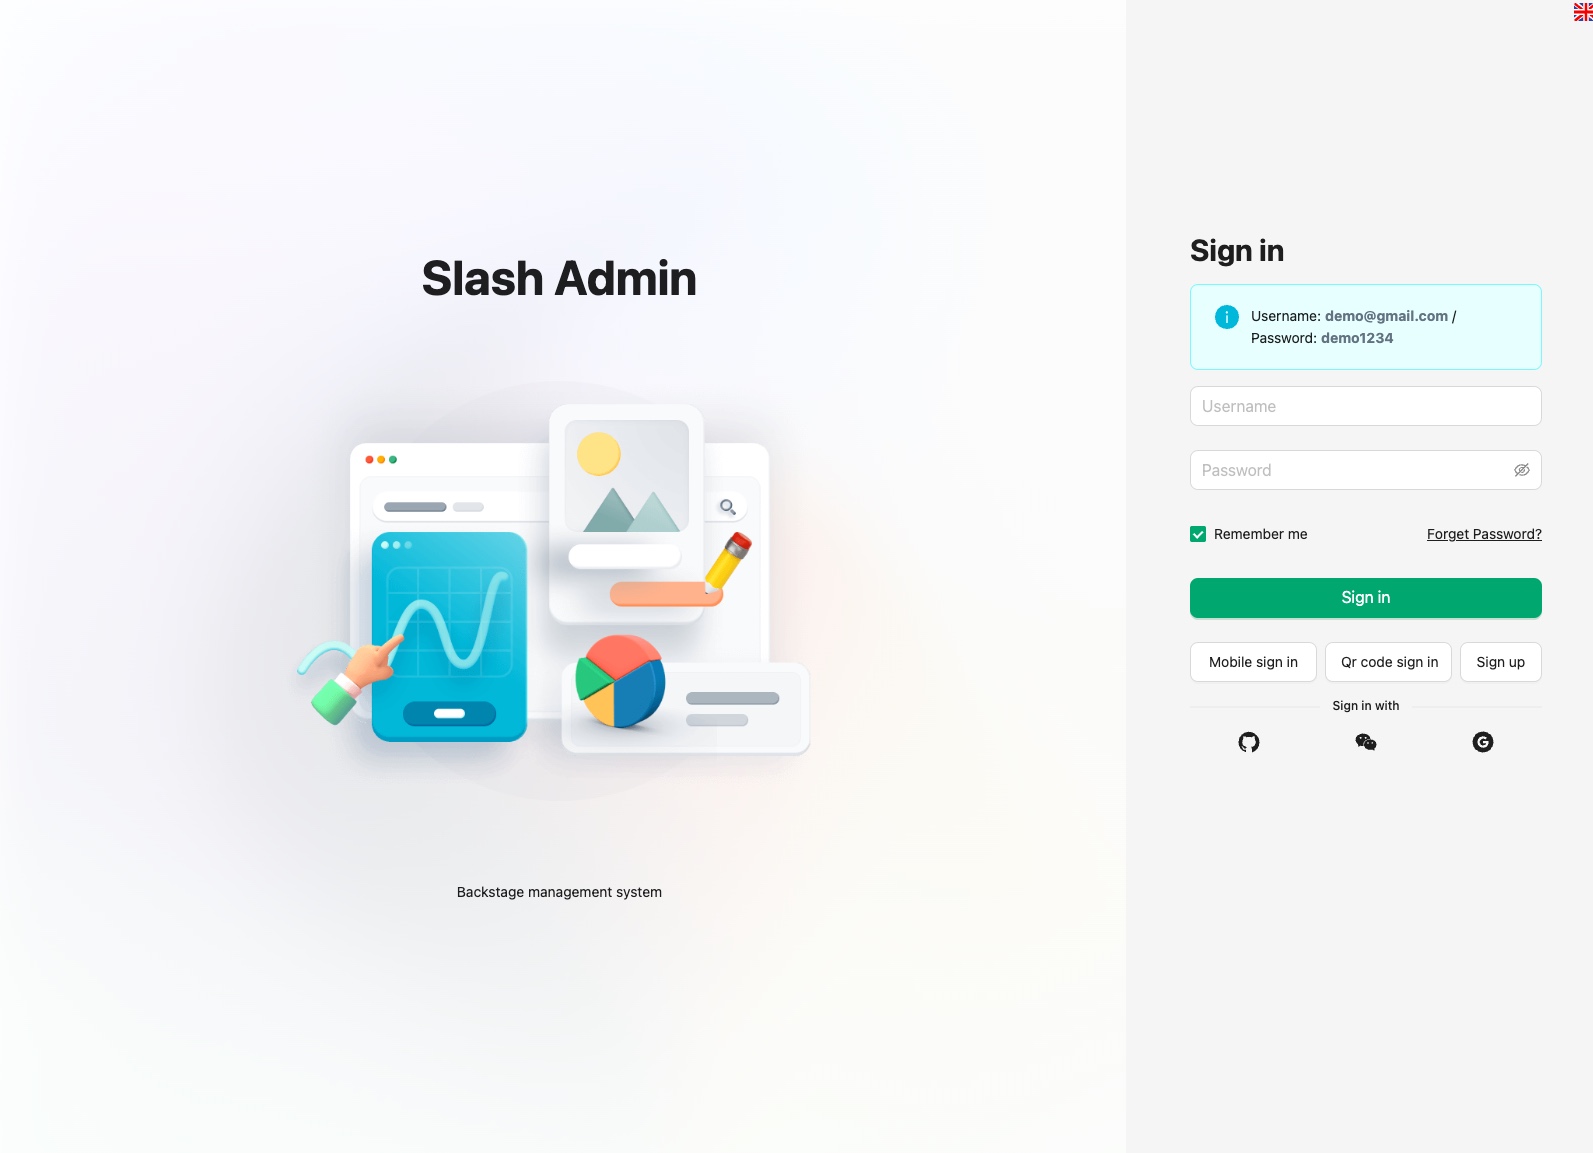 Slash Admin
Backstage management system
Sign in
Username: demo@gmail.com /
Password: demo1234
Username
Password
Remember me
Forget Password?
Sign in
Mobile sign in
Qr code sign in
Sign up
Sign in with